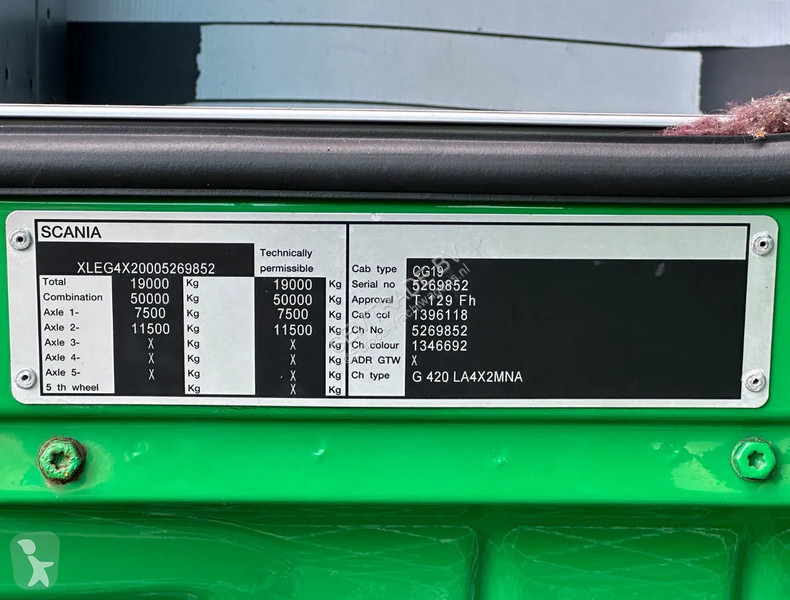 SCANIA
XLEG4X20005269852
Technically
permissible
Total 19000 Kg 19000 Kg
Combination 50000 Kg 50000 Kg
Axle 1- 7500 Kg 7500 Kg
Axle 2- 11500 Kg 11500 Kg
Axle 3- X Kg X Kg
Axle 4- X Kg X Kg
Axle 5- X Kg X Kg
5 th wheel Kg X Kg
Cab type CG19
Serial no 5269852
Approval Fh
Cab col 1396118
Ch No 5269852
Ch colour 1346692
ADR GTW X
Ch type G 420 LA4X2MNA